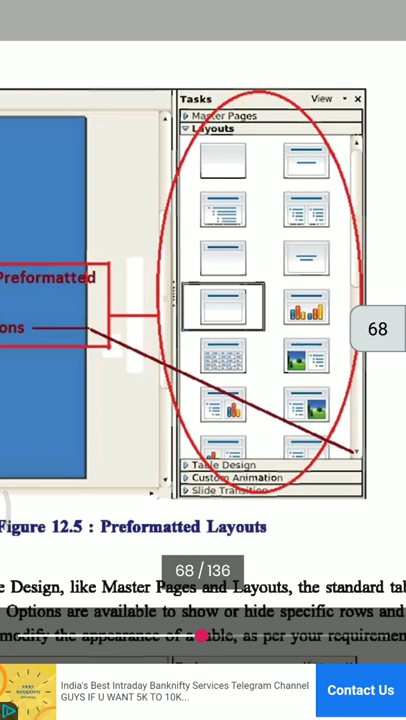 Tasks View x
Master Pages
Layouts
Preformatted
ons
68
Table Design
Custom Animation
Slide Transition
Figure 12.5 : Preformatted Layouts
68 / 136
e Design, like Master Pages and Layouts, the standard tab
Options are available to show or hide specific rows and
modify the appearance of a table, as per your requiremen
India's Best Intraday Banknifty Services Telegram Channel
GUYS IF U WANT 5K TO 10K...
Contact Us